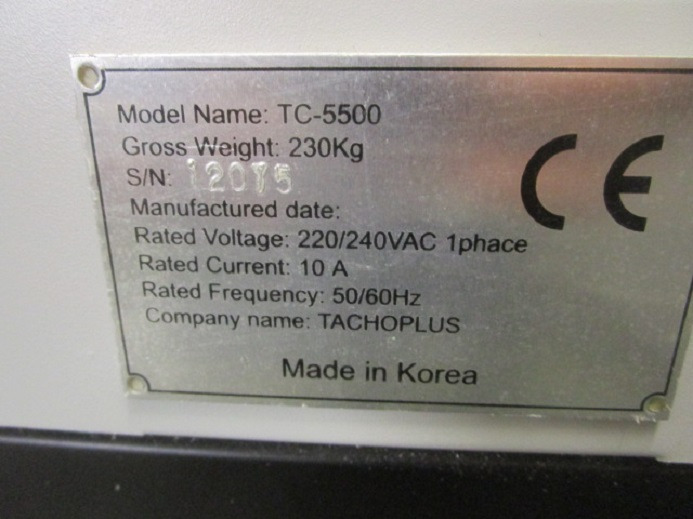 Model Name: TC-5500
Gross Weight: 230Kg
S/N: 12075
Manufactured date:
Rated Voltage: 220/240VAC 1phace
Rated Current: 10 A
Rated Frequency: 50/60Hz
Company name: TACHOPLUS
Made in Korea
CE